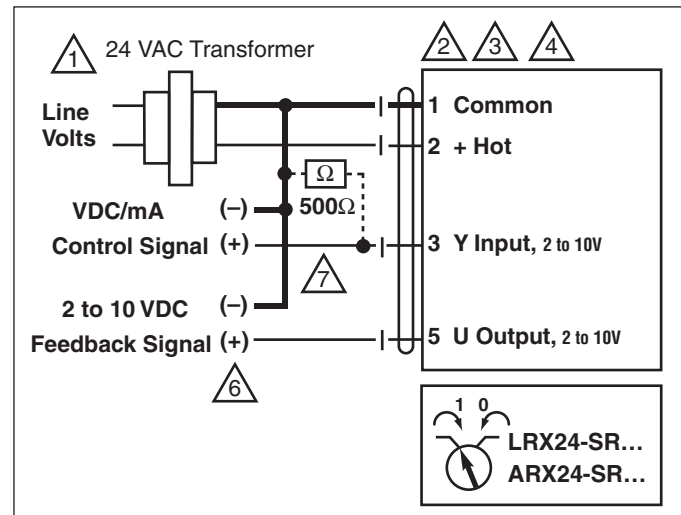 1 24 VAC Transformer
2 3 4
Line
Volts
1 Common
2 + Hot
Ω
500Ω
VDC/mA (–)
Control Signal (+)
3 Y Input, 2 to 10V
7
2 to 10 VDC (–)
Feedback Signal (+)
5 U Output, 2 to 10V
6
1 0
LRX24-SR...
ARX24-SR...